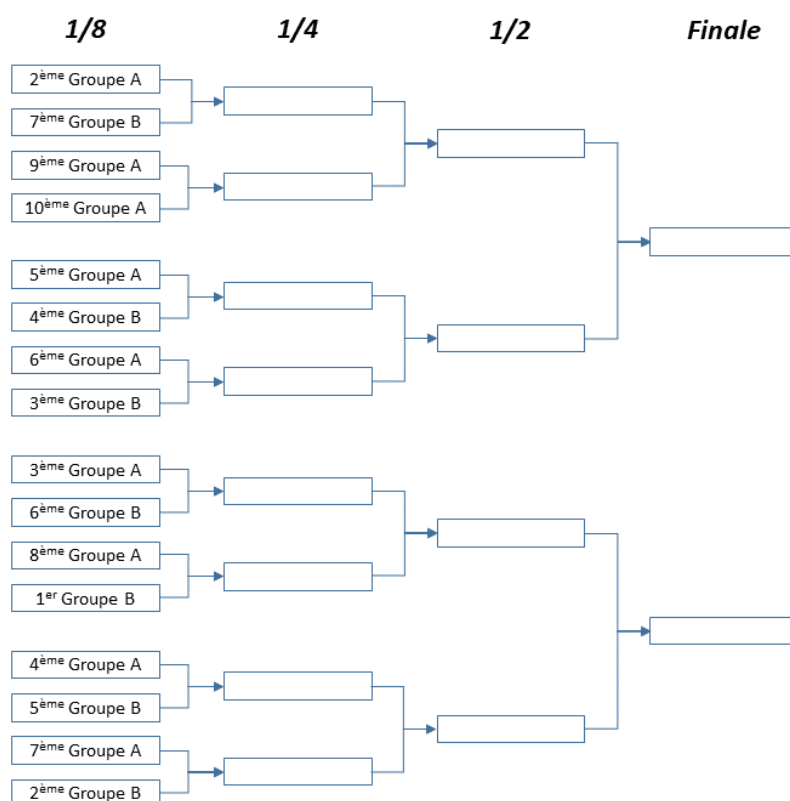 1/8 1/4 1/2 Finale
2ème Groupe A
7ème Groupe B
9ème Groupe A
10ème Groupe A
5ème Groupe A
4ème Groupe B
6ème Groupe A
3ème Groupe B
3ème Groupe A
6ème Groupe B
8ème Groupe A
1er Groupe B
4ème Groupe A
5ème Groupe B
7ème Groupe A
2ème Groupe B